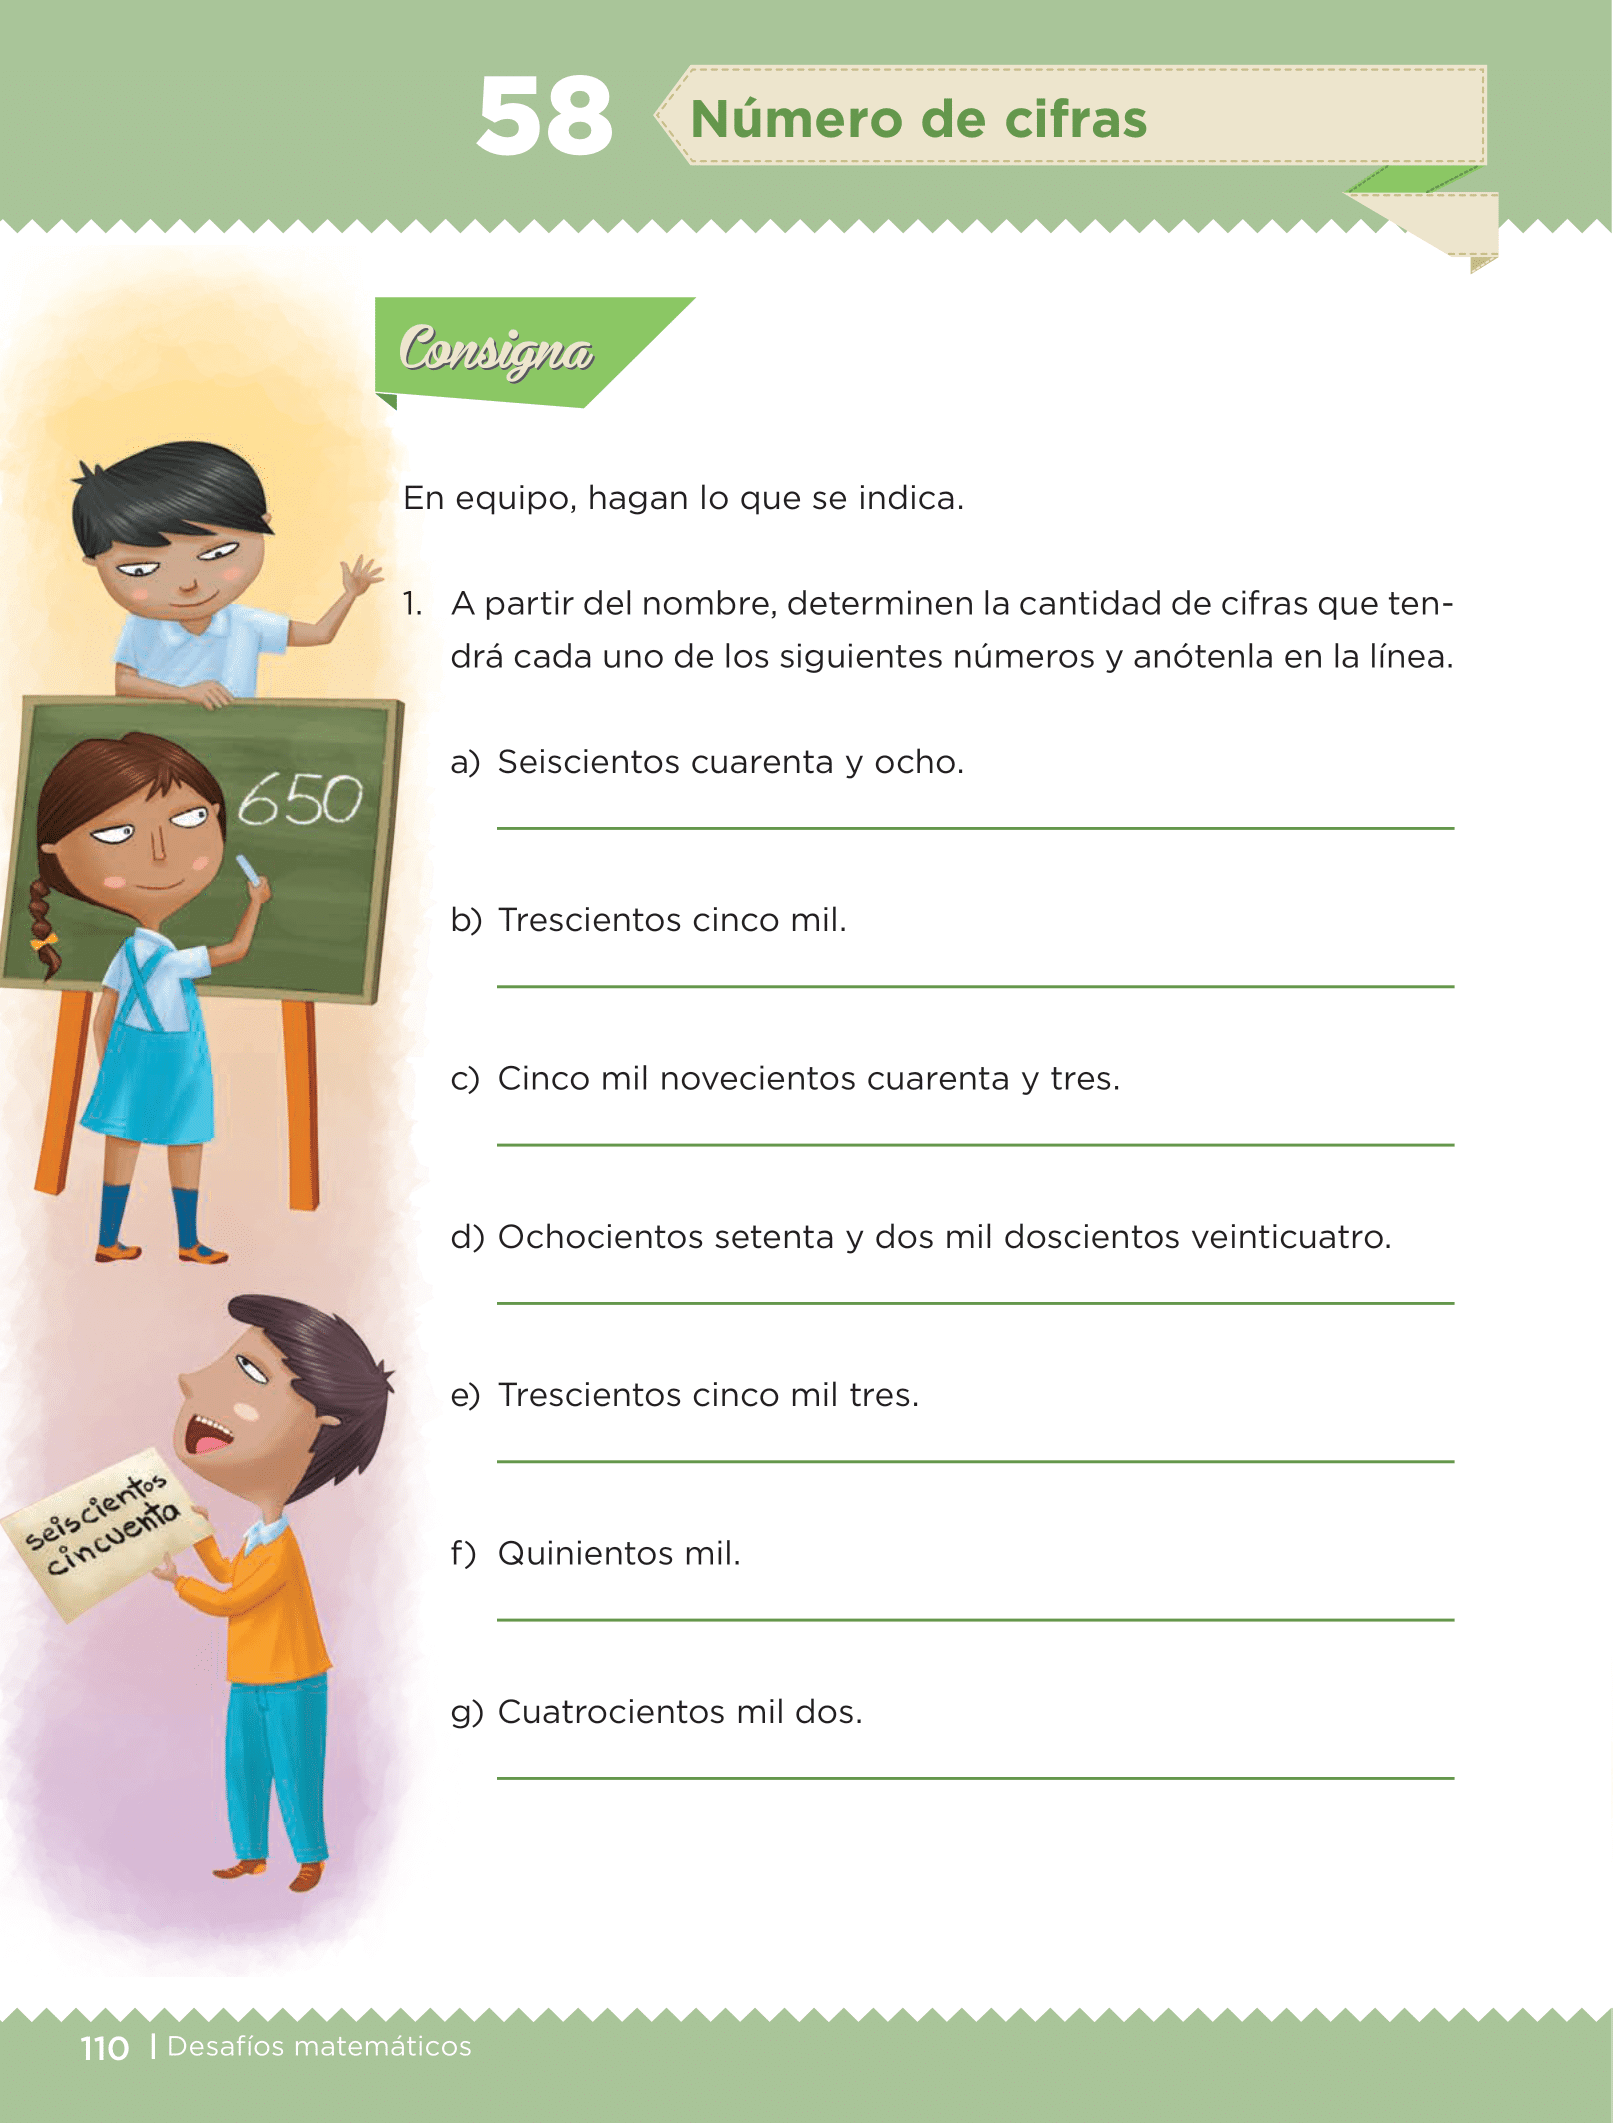 58
Número de cifras
Consigna
En equipo, hagan lo que se indica.
1. A partir del nombre, determinen la cantidad de cifras que ten-
drá cada uno de los siguientes números y anótenla en la línea.
a) Seiscientos cuarenta y ocho.
650
b) Trescientos cinco mil.
c) Cinco mil novecientos cuarenta y tres.
d) Ochocientos setenta y dos mil doscientos veinticuatro.
e) Trescientos cinco mil tres.
seiscientos
cincuenta
f) Quinientos mil.
g) Cuatrocientos mil dos.
110 | Desafíos matemáticos